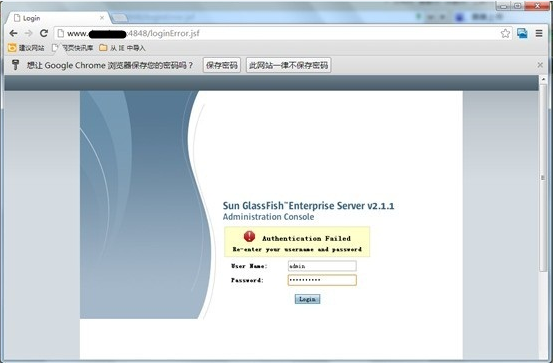 Login
www.
:4848/loginError.jsf
建议网站
网页快讯库
从 IE 中导入
想让 Google Chrome 浏览器保存您的密码吗？
保存密码
此网站一律不保存密码
Sun GlassFish™ Enterprise Server v2.1.1
Administration Console
Authentication Failed
Re-enter your username and password
User Name:
admin
Password:
Login